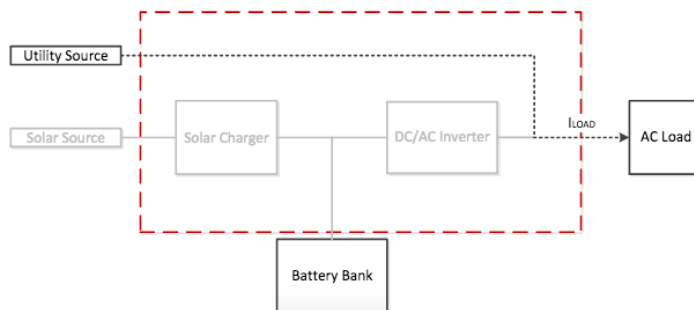 Utility Source
Solar Source
Solar Charger
DC/AC Inverter
ILOAD
AC Load
Battery Bank